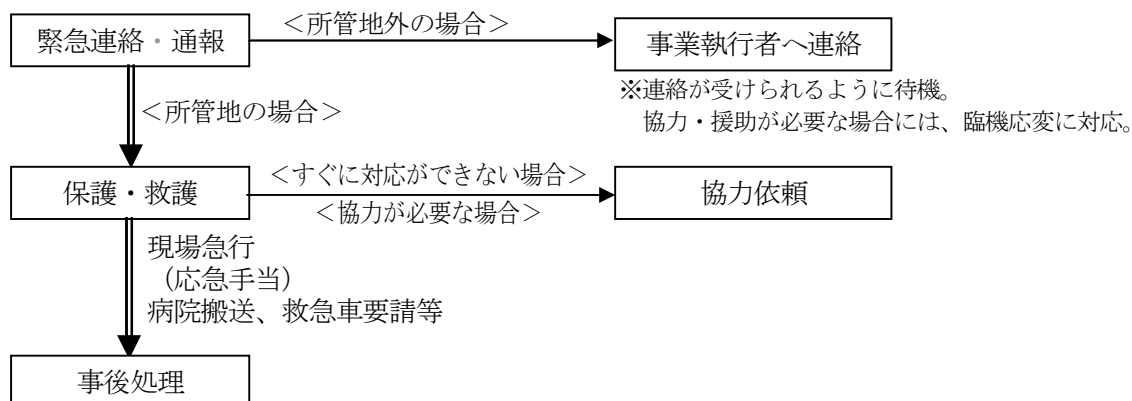 緊急連絡・通報
＜所管地外の場合＞
事業執行者へ連絡
※連絡が受けられるように待機。
協力・援助が必要な場合には、臨機応変に対応。
＜所管地の場合＞
保護・救護
＜すぐに対応ができない場合＞
＜協力が必要な場合＞
協力依頼
現場急行
（応急手当）
病院搬送、救急車要請等
事後処理